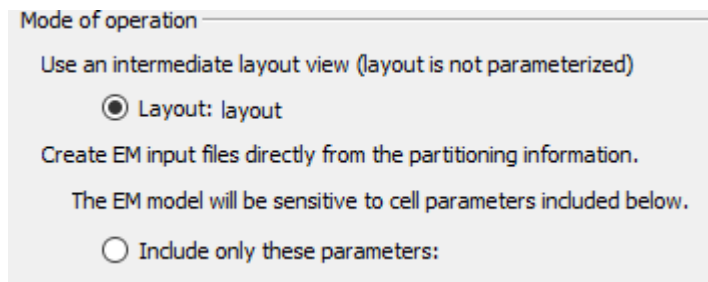 Mode of operation
Use an intermediate layout view (layout is not parameterized)
Layout: layout
Create EM input files directly from the partitioning information.
The EM model will be sensitive to cell parameters included below.
Include only these parameters: